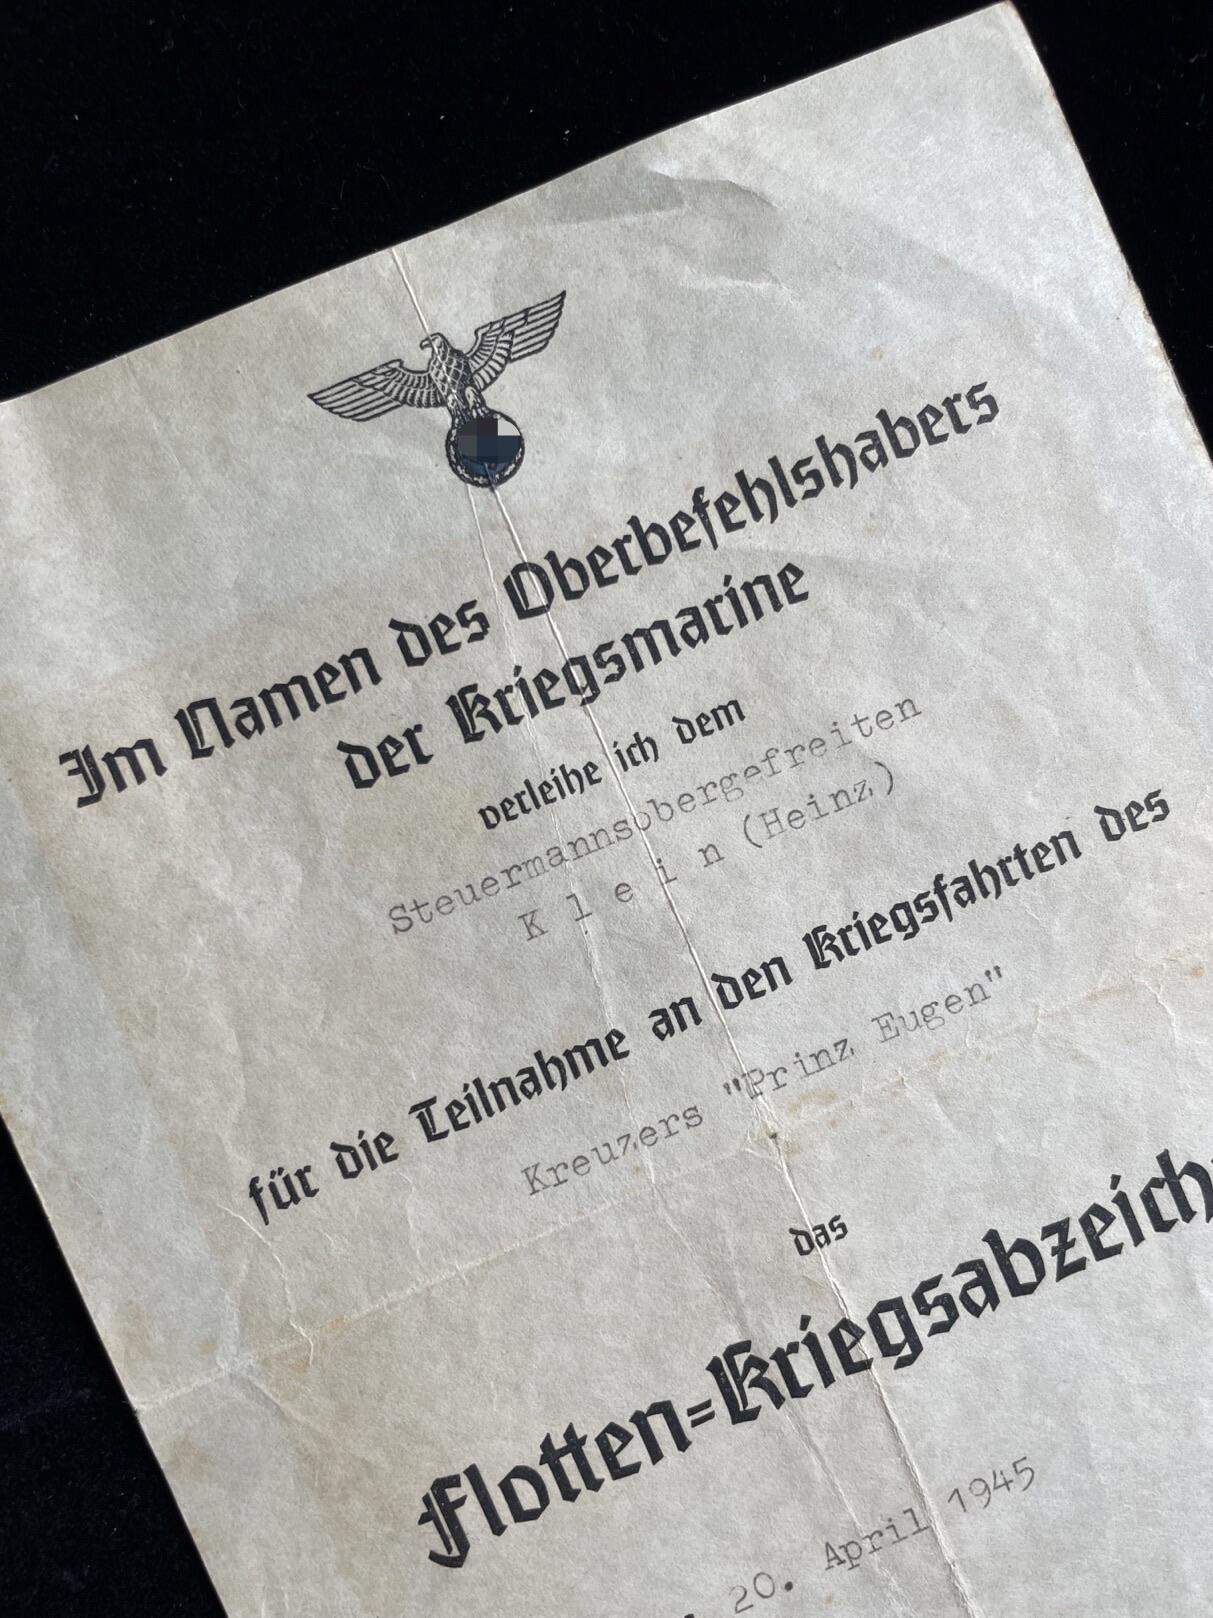 Im Namen des Oberbefehlshabers
der Kriegsmarine
verleihe ich dem
Steuermannsobergefreiten
K l e i n (Heinz)
für die Teilnahme an den Kriegsfahrten des
Kreuzers "Prinz Eugen"
das
Flotten=Kriegsabzeich
20. April 1945